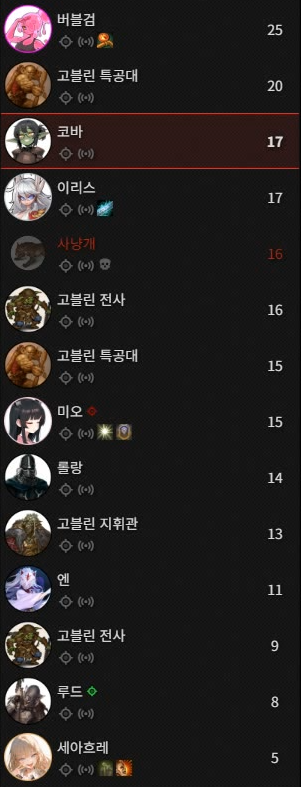 버블검
25
고블린 특공대
20
코바
17
이리스
17
사냥개
16
고블린 전사
16
고블린 특공대
15
미오
15
롤랑
14
고블린 지휘관
13
엔
11
고블린 전사
9
루드
8
세아흐레
5